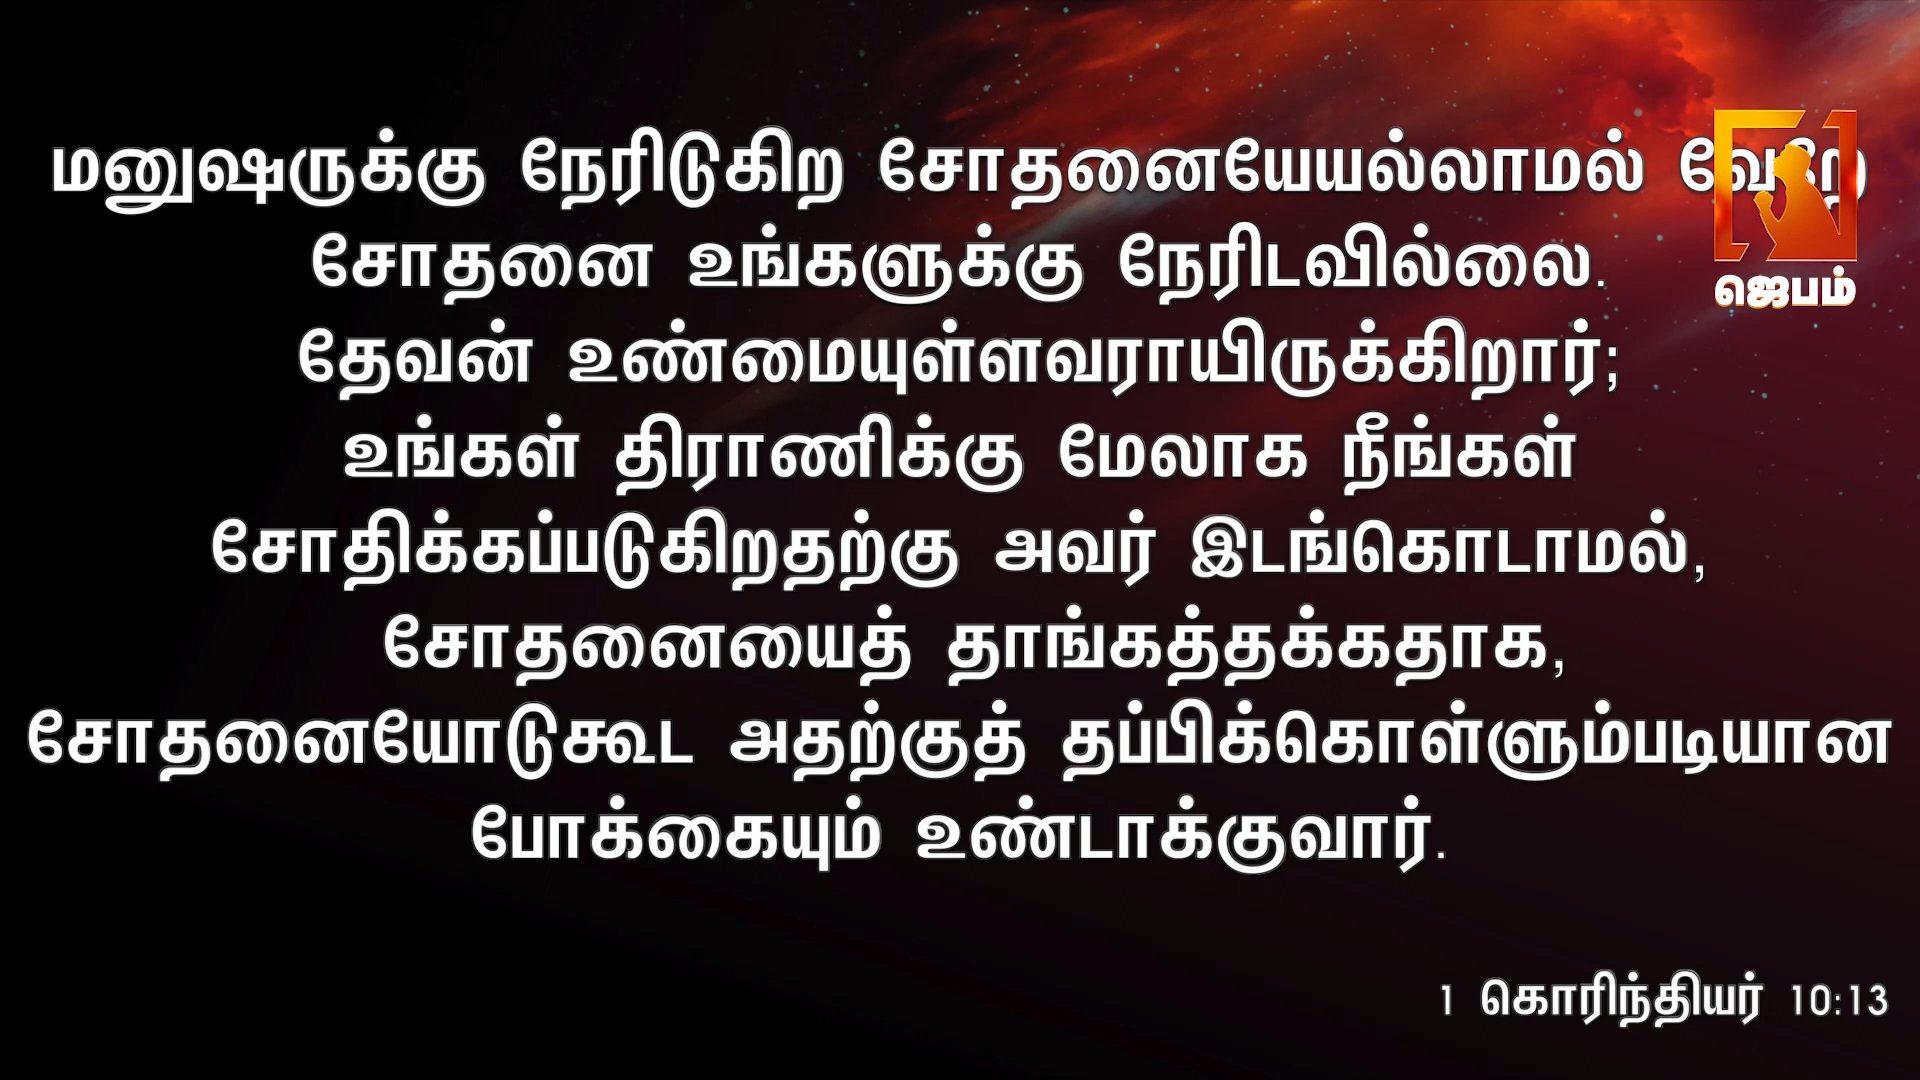 மனுஷருக்கு நேரிடுகிற சோதனையேயல்லாமல் வேறே
சோதனை உங்களுக்கு நேரிடவில்லை.
தேவன் உண்மையுள்ளவராயிருக்கிறார்;
உங்கள் திராணிக்கு மேலாக நீங்கள்
சோதிக்கப்படுகிறதற்கு அவர் இடங்கொடாமல்,
சோதனையைத் தாங்கத்தக்கதாக,
சோதனையோடுகூட அதற்குத் தப்பிக்கொள்ளும்படியான
போக்கையும் உண்டாக்குவார்.
1 கொரிந்தியர் 10:13
ஜெபம்